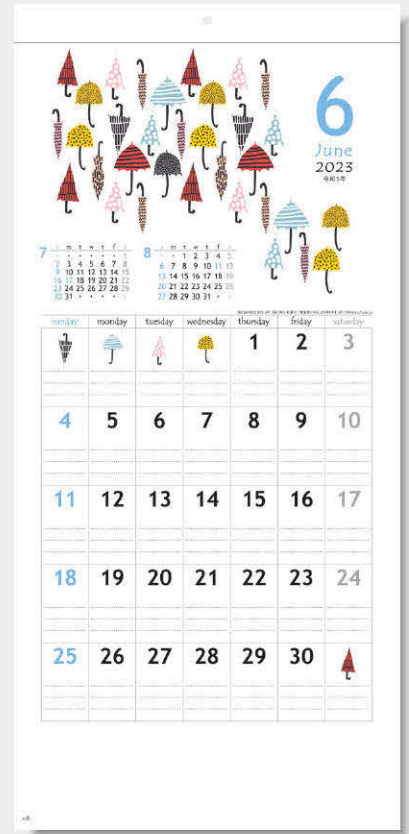 6
June
2023
令和5年
7
s m t w t f s
1
2 3 4 5 6 7 8
9 10 11 12 13 14 15
16 17 18 19 20 21 22
23 24 25 26 27 28 29
30 31
8
s m t w t f s
1 2 3 4 5
6 7 8 9 10 11 12
13 14 15 16 17 18 19
20 21 22 23 24 25 26
27 28 29 30 31
sunday monday tuesday wednesday thursday friday saturday
1 2 3
4 5 6 7 8 9 10
11 12 13 14 15 16 17
18 19 20 21 22 23 24
25 26 27 28 29 30